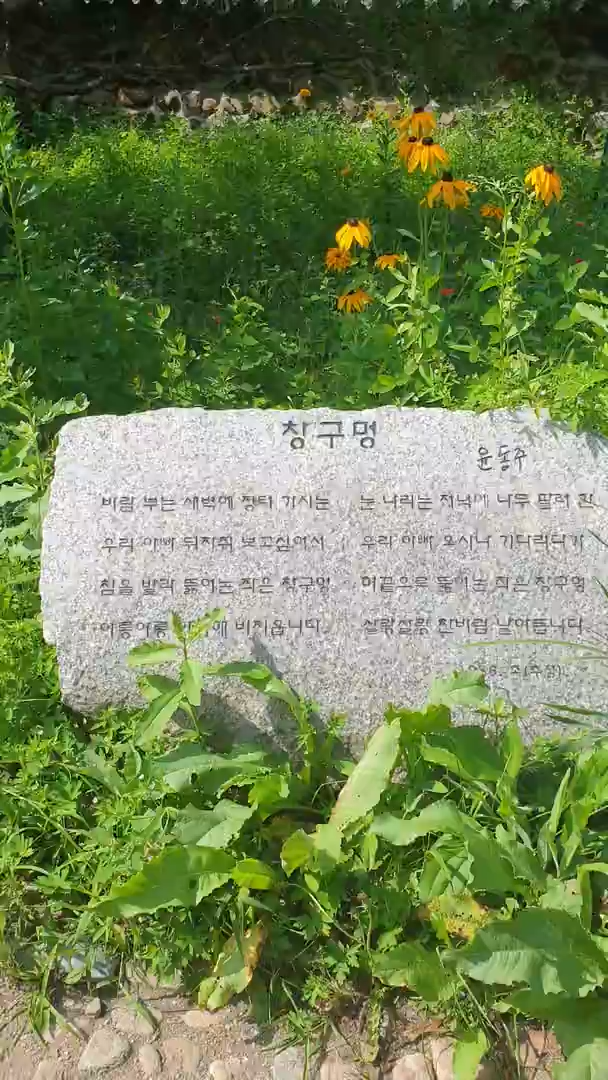 창구멍
윤동주
바람 부는 새벽에 장터 가시는
우리 아빠 뒤자취 보고싶어서
침을 발라 뚫어논 작은 창구멍
아롱아롱 비치웁니다.
눈 나리는 저녁에 나무 팔러 간
우리 아빠 오시나 기다리다가
혀끝으로 뚫어논 작은 창구멍
살랑살랑 찬바람 날아듭니다.
초(추정).